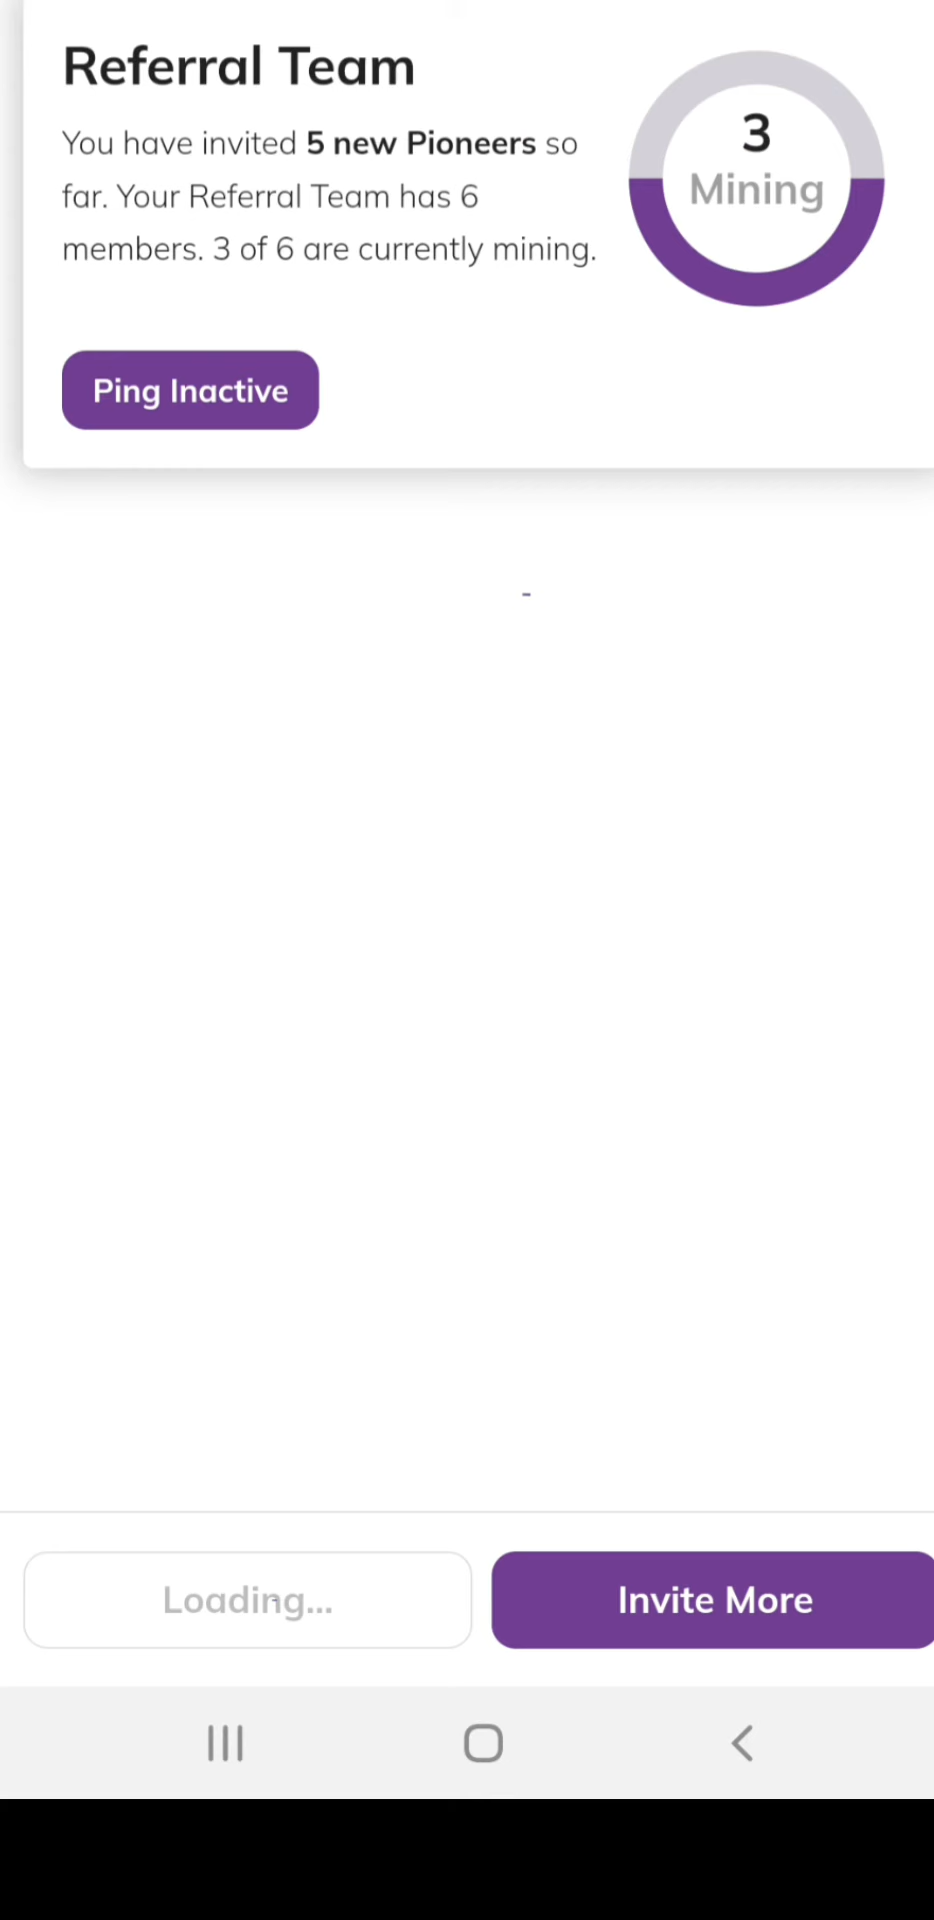 Referral Team
You have invited 5 new Pioneers so
far. Your Referral Team has 6
members. 3 of 6 are currently mining.
3
Mining
Ping Inactive
-
Loading...
Invite More